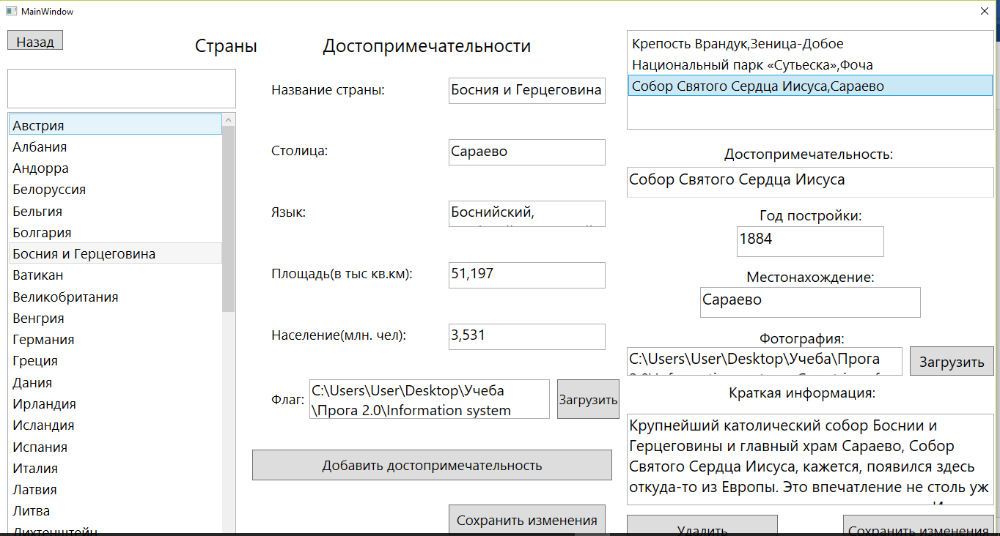 MainWindow
Назад
Страны
Достопримечательности
Австрия
Албания
Андорра
Белоруссия
Бельгия
Болгария
Босния и Герцеговина
Ватикан
Великобритания
Венгрия
Германия
Греция
Дания
Ирландия
Исландия
Испания
Италия
Латвия
Литва
Лихтенштейн
Название страны:
Босния и Герцеговина
Столица:
Сараево
Язык:
Боснийский,
Площадь(в тыс кв.км):
51,197
Население(млн. чел):
3,531
Флаг:
C:\Users\User\Desktop\Учеба
\Прога 2.0\Information system
Загрузить
Добавить достопримечательность
Сохранить изменения
Крепость Врандук,Зеница-Добое
Национальный парк «Сутьеска»,Фоча
Собор Святого Сердца Иисуса,Сараево
Достопримечательность:
Собор Святого Сердца Иисуса
Год постройки:
1884
Местонахождение:
Сараево
Фотография:
C:\Users\User\Desktop\Учеба\Прога
Загрузить
Краткая информация:
Крупнейший католический собор Боснии и
Герцеговины и главный храм Сараево, Собор
Святого Сердца Иисуса, кажется, появился здесь
откуда-то из Европы. Это впечатление не столь уж
Удалить
Сохранить изменения